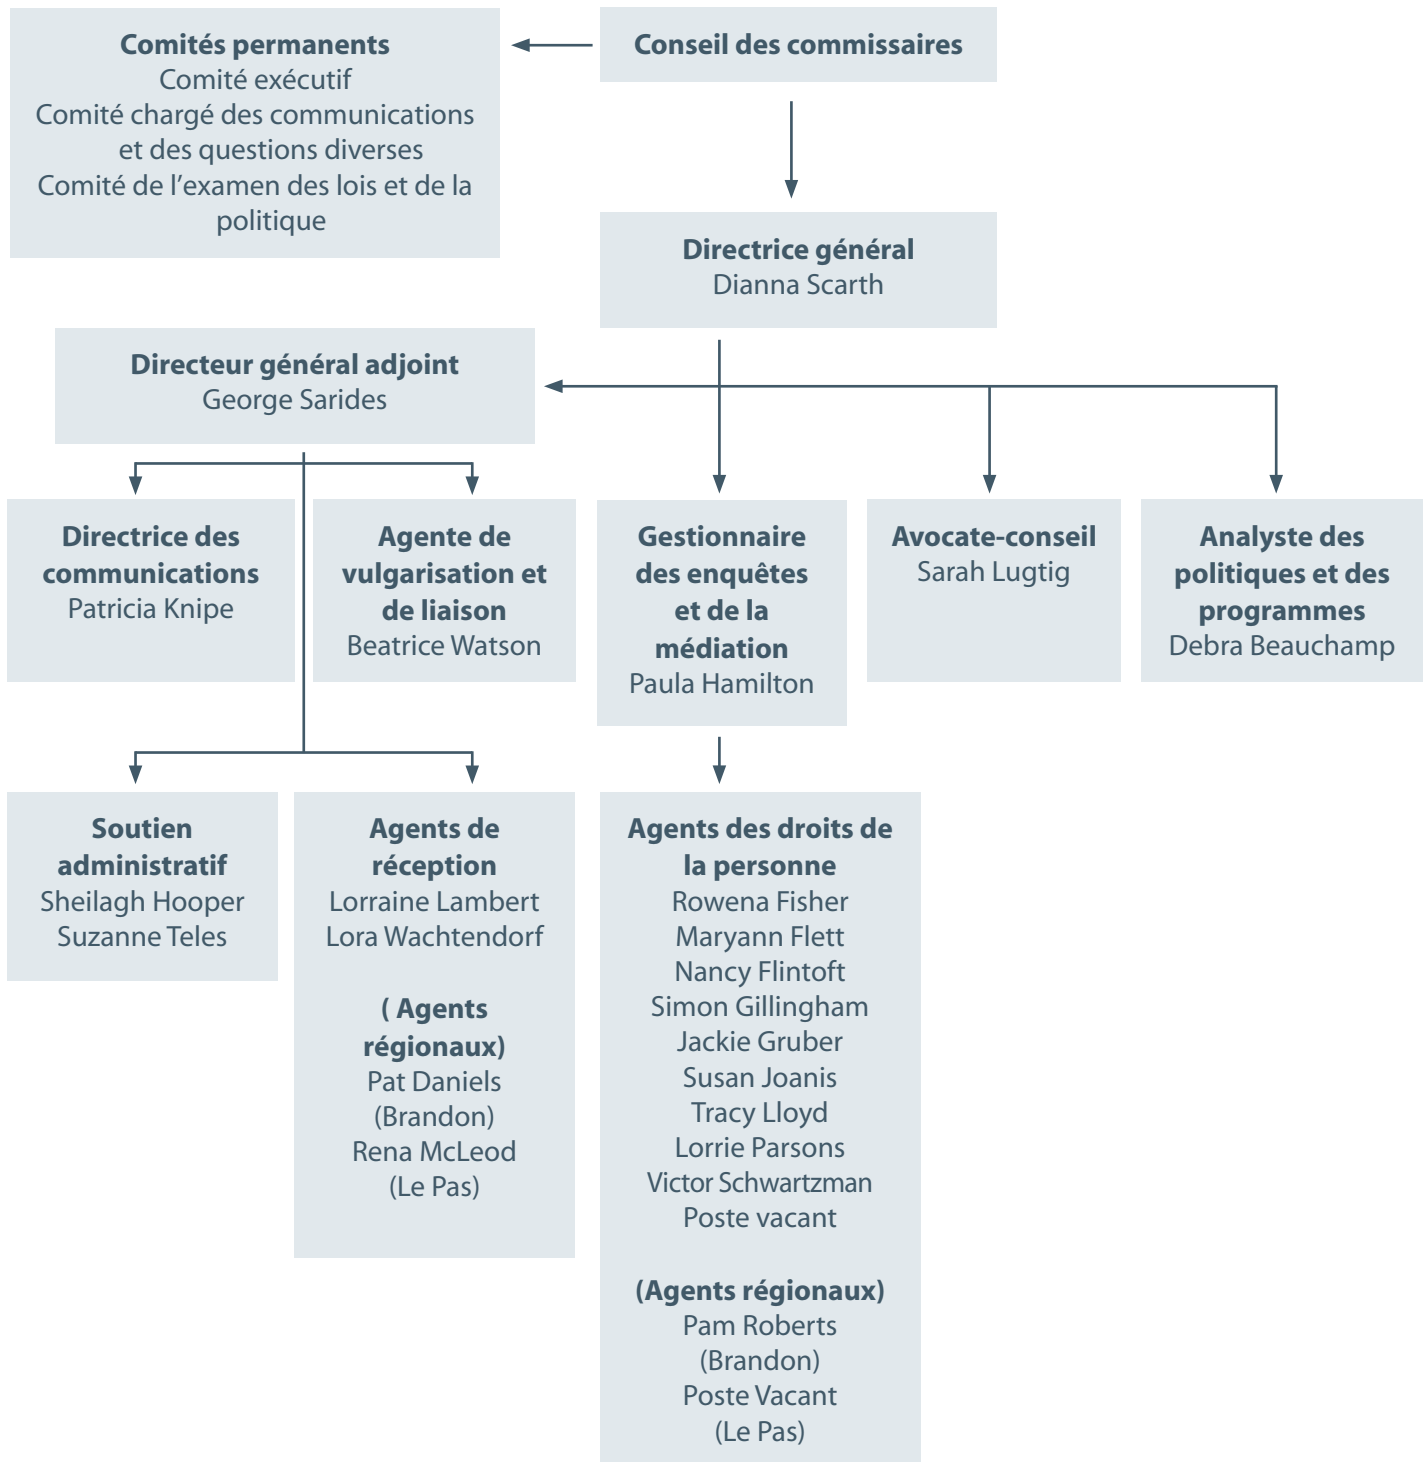 Comités permanents
Comité exécutif
Comité chargé des communications
et des questions diverses
Comité de l'examen des lois et de la
politique
Conseil des commissaires
Directrice général
Dianna Scarth
Directeur général adjoint
George Sarides
Directrice des
communications
Patricia Knipe
Agente de
vulgarisation et
de liaison
Beatrice Watson
Gestionnaire
des enquêtes
et de la
médiation
Paula Hamilton
Avocate-conseil
Sarah Lugtig
Analyste des
politiques et des
programmes
Debra Beauchamp
Soutien
administratif
Sheilagh Hooper
Suzanne Teles
Agents de
réception
Lorraine Lambert
Lora Wachtendorf
( Agents
régionaux)
Pat Daniels
(Brandon)
Rena McLeod
(Le Pas)
Agents des droits de
la personne
Rowena Fisher
Maryann Flett
Nancy Flintoft
Simon Gillingham
Jackie Gruber
Susan Joanis
Tracy Lloyd
Lorrie Parsons
Victor Schwartzman
Poste vacant
(Agents régionaux)
Pam Roberts
(Brandon)
Poste Vacant
(Le Pas)